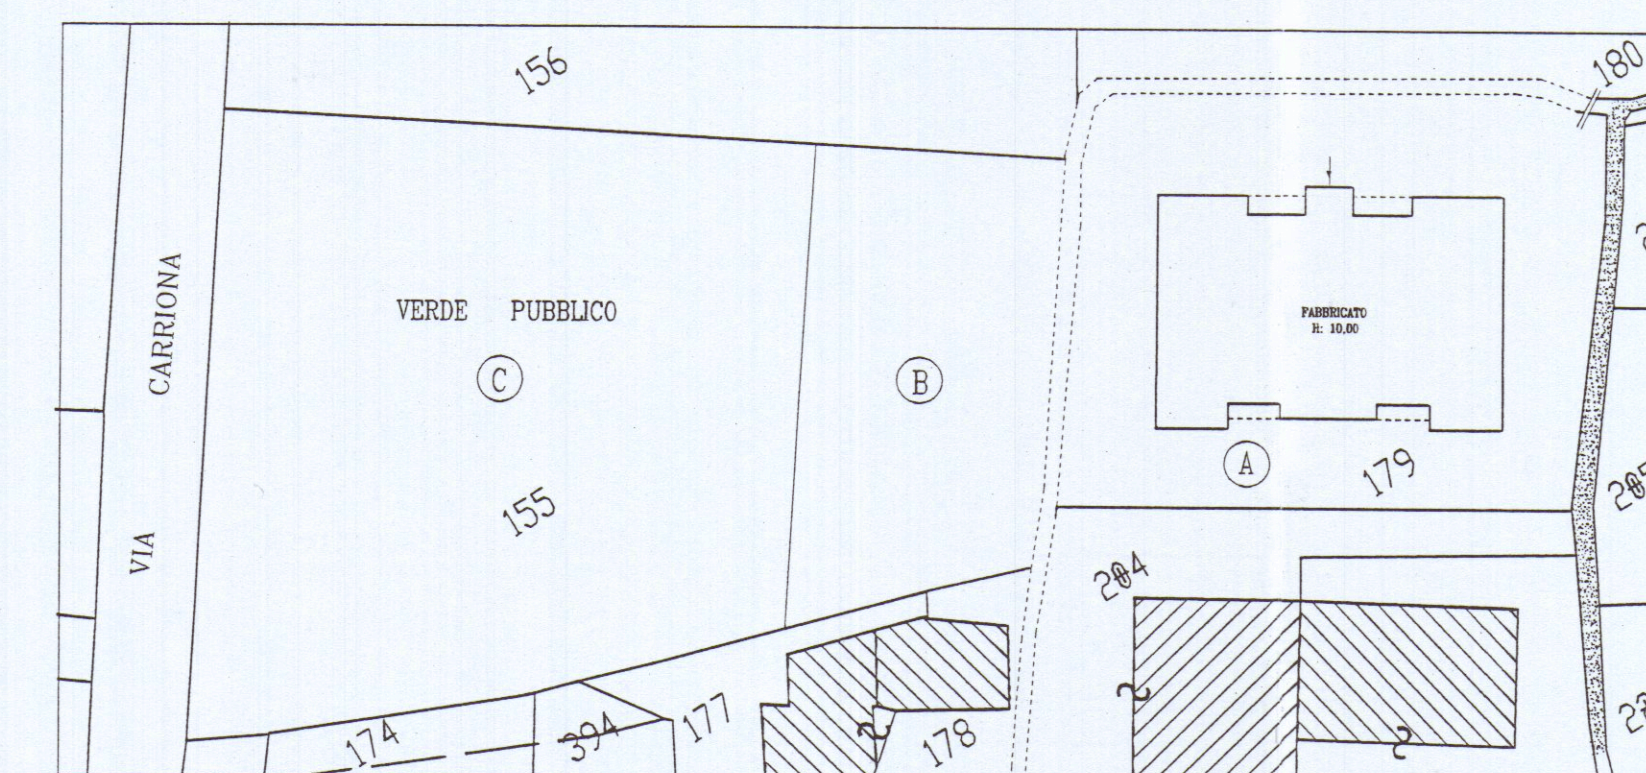 156
180
VIA CARRIONA
VERDE PUBBLICO
C
B
FABBRICATO
H: 10,00
A
179
155
204
174
394
177
178